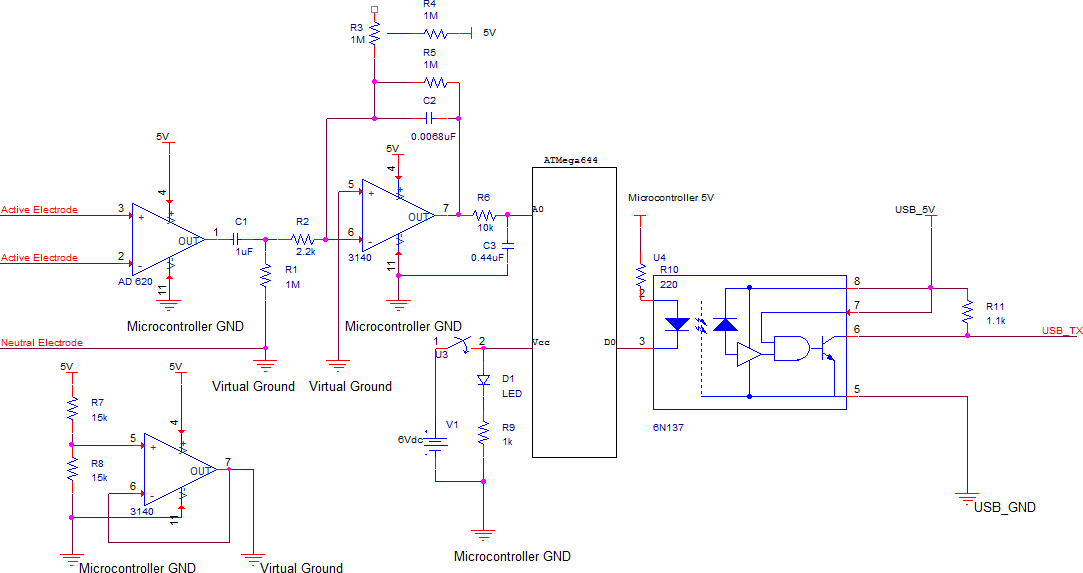 R4
1M
5V
R3
1M
R5
1M
C2
0.0068uF
5V
4
Active Electrode
3
+
OUT
1
C1
1uF
R2
2.2k
Active Electrode
2
-
AD 620
11
R1
1M
Microcontroller GND
Neutral Electrode
Virtual Ground
5V
4
5
+
OUT
7
6
-
3140
11
R6
10k
C3
0.44uF
Microcontroller GND
Virtual Ground
ATMega644
A0
Vcc
D0
1
2
U3
D1
LED
R9
1k
V1
6Vdc
+
-
Microcontroller GND
Microcontroller 5V
U4
R10
220
2
3
8
7
6
5
6N137
USB_5V
R11
1.1k
USB_TX
USB_GND
5V
R7
15k
R8
15k
5V
4
5
+
OUT
7
6
-
3140
11
Microcontroller GND
Virtual Ground